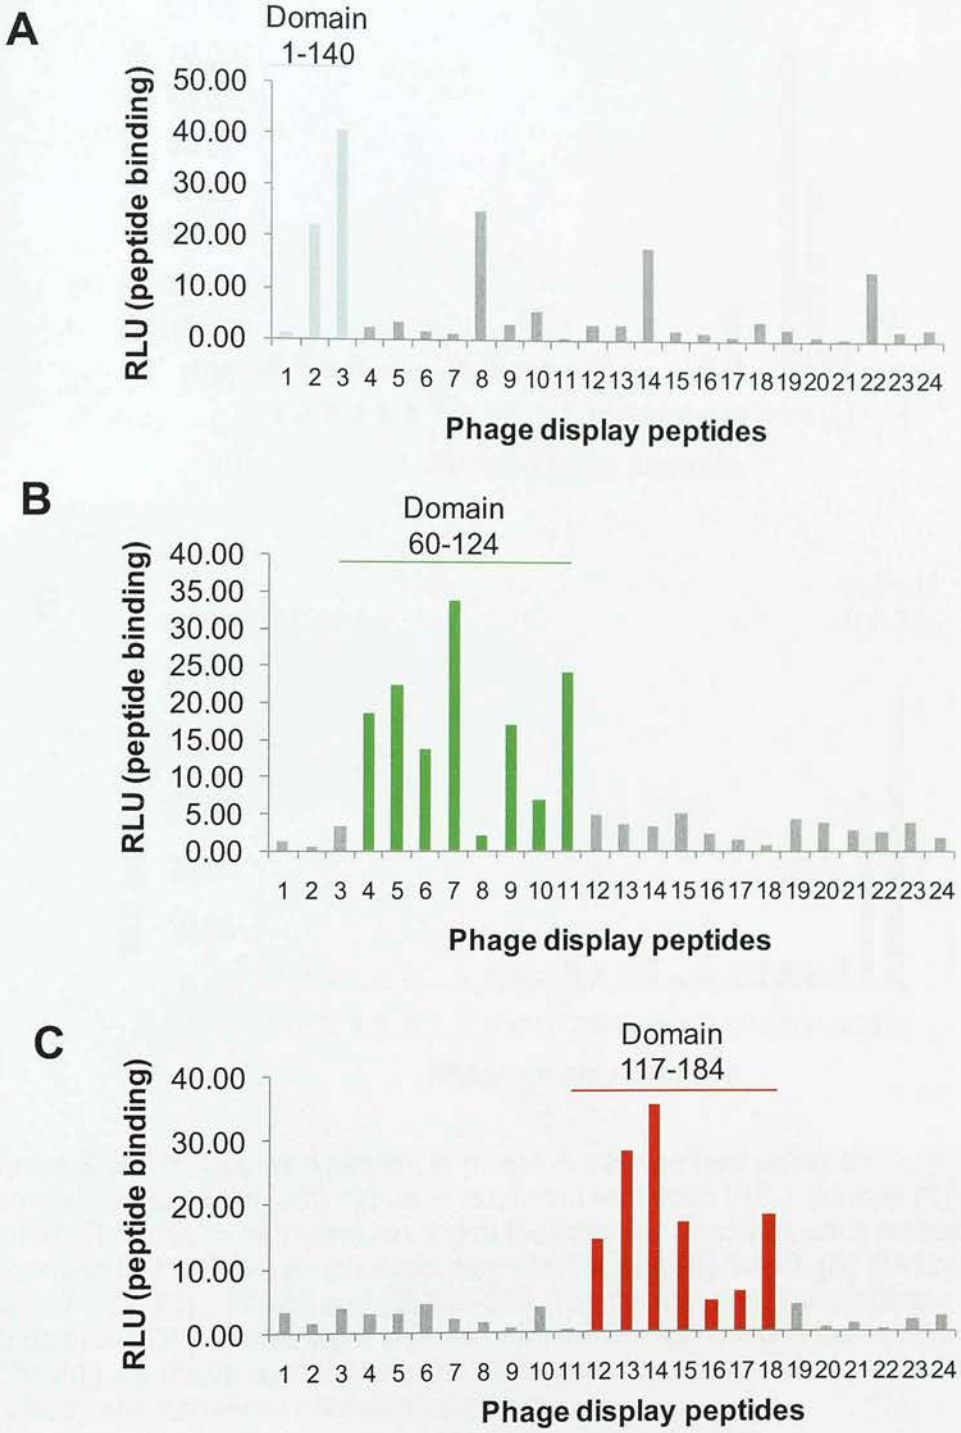 A
Domain
1-140
RLU (peptide binding)
50.00
40.00
30.00
20.00
10.00
0.00
1 2 3 4 5 6 7 8 9 10 11 12 13 14 15 16 17 18 19 20 21 22 23 24
Phage display peptides
B
Domain
60-124
RLU (peptide binding)
40.00
35.00
30.00
25.00
20.00
15.00
10.00
5.00
0.00
1 2 3 4 5 6 7 8 9 10 11 12 13 14 15 16 17 18 19 20 21 22 23 24
Phage display peptides
C
Domain
117-184
RLU (peptide binding)
40.00
30.00
20.00
10.00
0.00
1 2 3 4 5 6 7 8 9 10 11 12 13 14 15 16 17 18 19 20 21 22 23 24
Phage display peptides